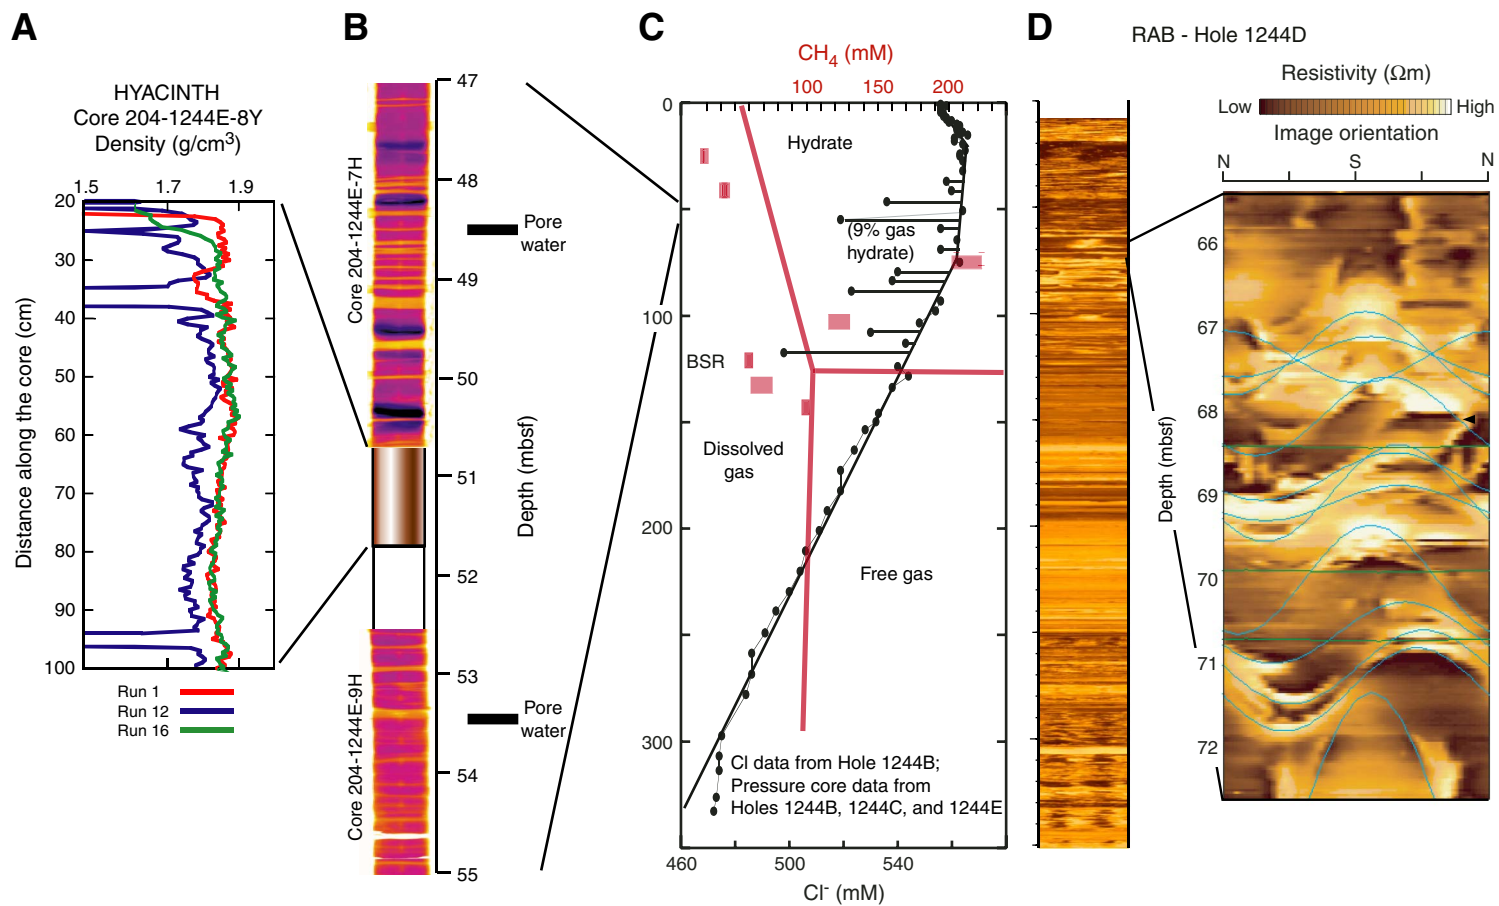 A
HYACINTH
Core 204-1244E-8Y
Density (g/cm3)
1.5 1.7 1.9
20
30
40
50
60
70
80
90
100
Distance along the core (cm)
Run 1
Run 12
Run 16
B
Core 204-1244E-7H
Core 204-1244E-9H
47
48
49
50
51
52
53
54
55
Pore
water
Pore
water
Depth (mbsf)
C
CH4 (mM)
100 150 200
0
100
200
300
Hydrate
(9% gas
hydrate)
BSR
Dissolved
gas
Free gas
Cl data from Hole 1244B;
Pressure core data from
Holes 1244B, 1244C, and 1244E
460 500 540
Cl- (mM)
D
RAB - Hole 1244D
Resistivity (Ωm)
Low High
Image orientation
N S N
Depth (mbsf)
66
67
68
69
70
71
72